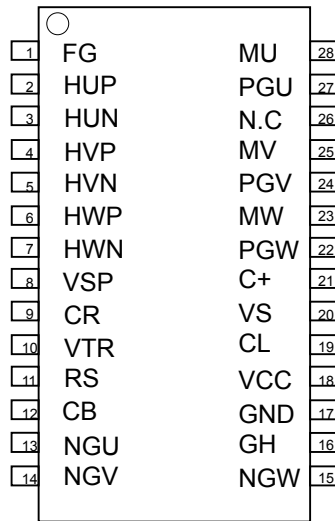 1 FG MU 28
2 HUP PGU 27
3 HUN N.C 26
4 HVP MV 25
5 HVN PGV 24
6 HWP MW 23
7 HWN PGW 22
8 VSP C+ 21
9 CR VS 20
10 VTR CL 19
11 RS VCC 18
12 CB GND 17
13 NGU GH 16
14 NGV NGW 15